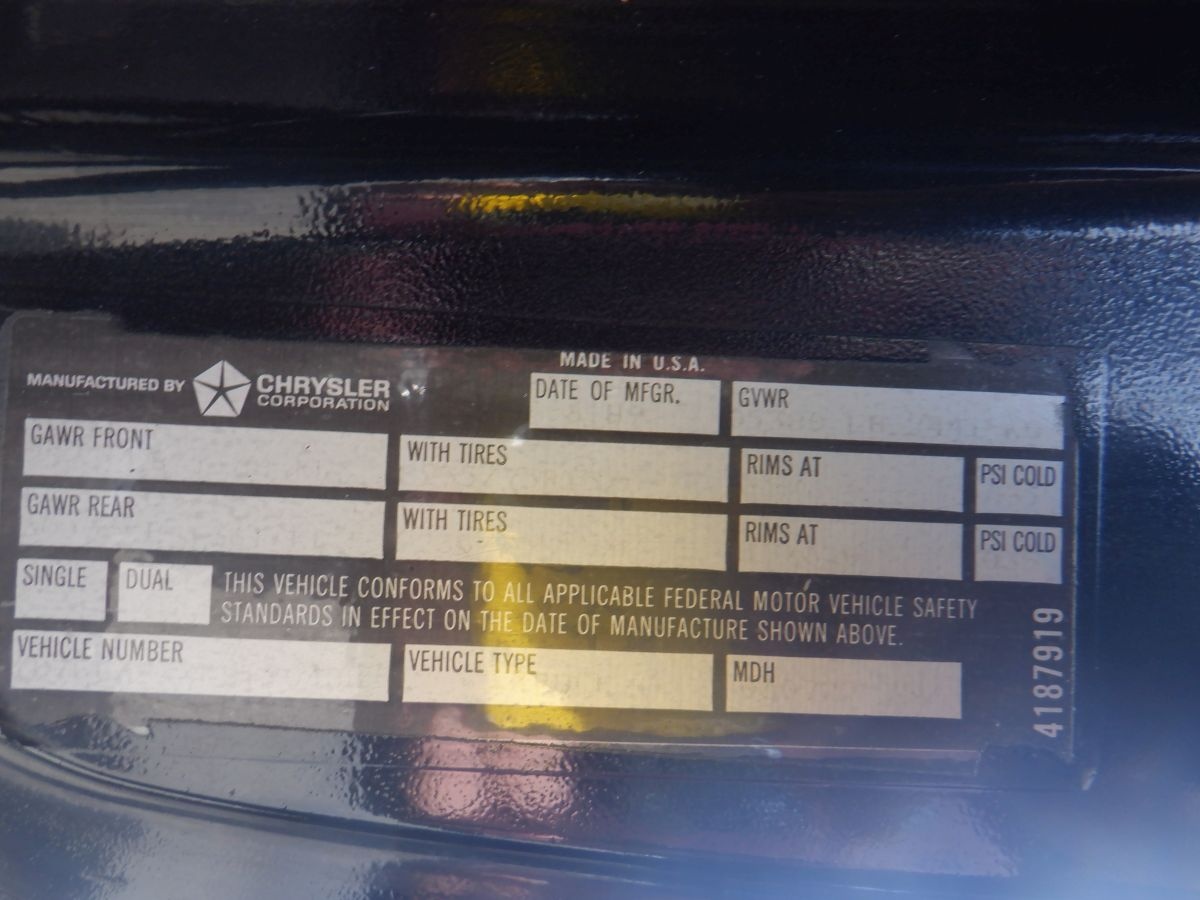 MADE IN U.S.A.
MANUFACTURED BY CHRYSLER CORPORATION
DATE OF MFGR. GVWR
GAWR FRONT WITH TIRES RIMS AT PSI COLD
GAWR REAR WITH TIRES RIMS AT PSI COLD
SINGLE DUAL THIS VEHICLE CONFORMS TO ALL APPLICABLE FEDERAL MOTOR VEHICLE SAFETY
STANDARDS IN EFFECT ON THE DATE OF MANUFACTURE SHOWN ABOVE.
VEHICLE NUMBER VEHICLE TYPE MDH
4187919